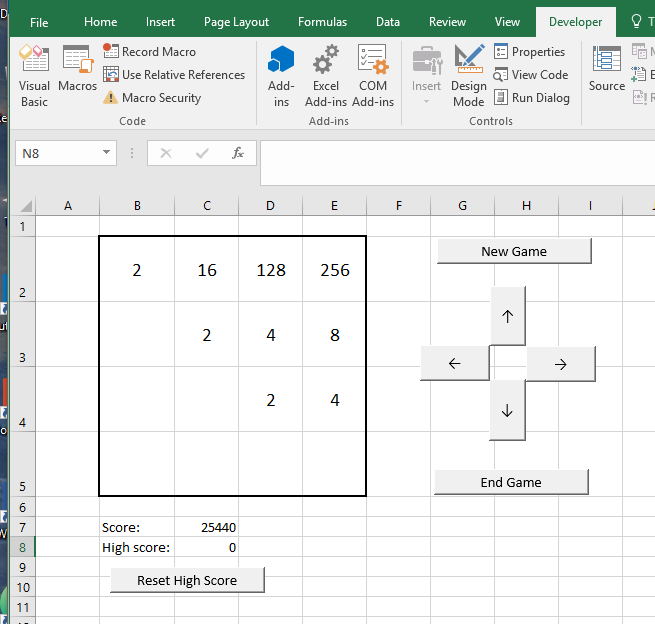 File Home Insert Page Layout Formulas Data Review View Developer
Visual Basic
Macros
Record Macro
Use Relative References
Macro Security
Code
Add-ins
Excel Add-ins
COM Add-ins
Add-ins
Insert
Design Mode
Properties
View Code
Run Dialog
Controls
Source
N8 fx
A B C D E F G H I
1
New Game
2 2 16 128 256
↑
3 2 4 8
← →
4 2 4
↓
End Game
5
6
7 Score: 25440
8 High score: 0
9
Reset High Score
10
11